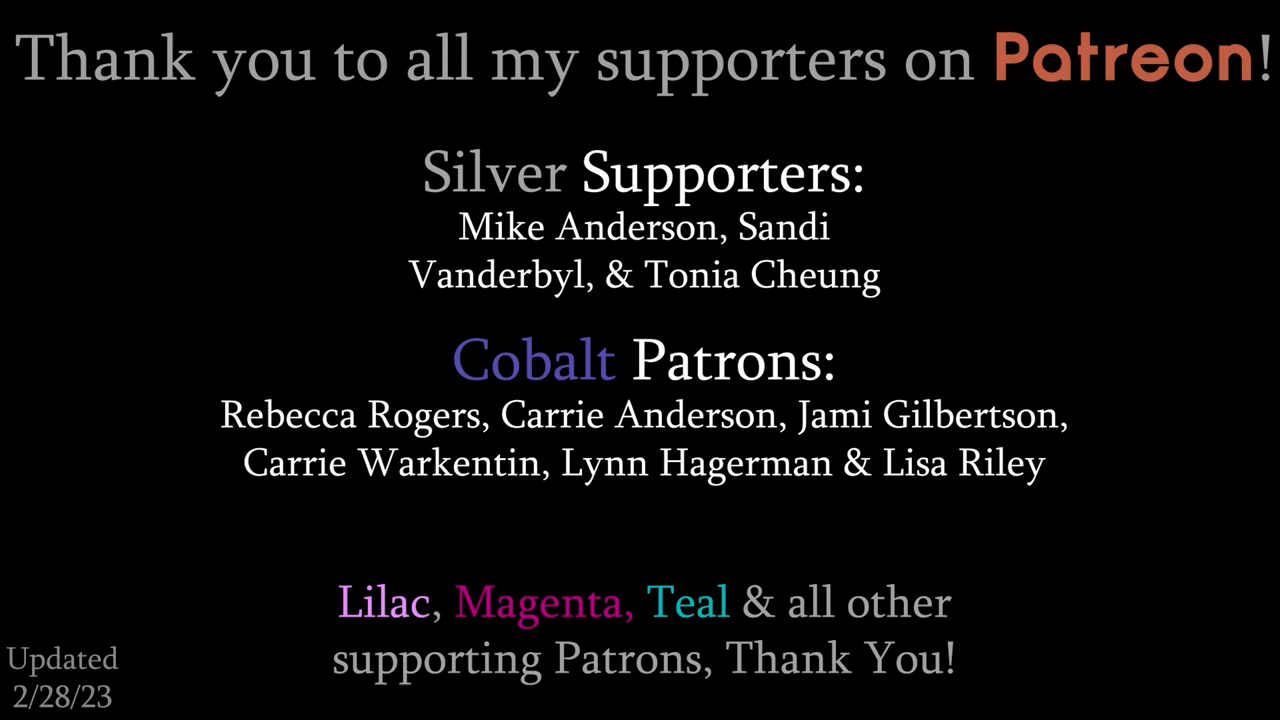 Thank you to all my supporters on Patreon!
Silver Supporters:
Mike Anderson, Sandi
Vanderbyl, & Tonia Cheung
Cobalt Patrons:
Rebecca Rogers, Carrie Anderson, Jami Gilbertson,
Carrie Warkentin, Lynn Hagerman & Lisa Riley
Lilac, Magenta, Teal & all other
supporting Patrons, Thank You!
Updated
2/28/23